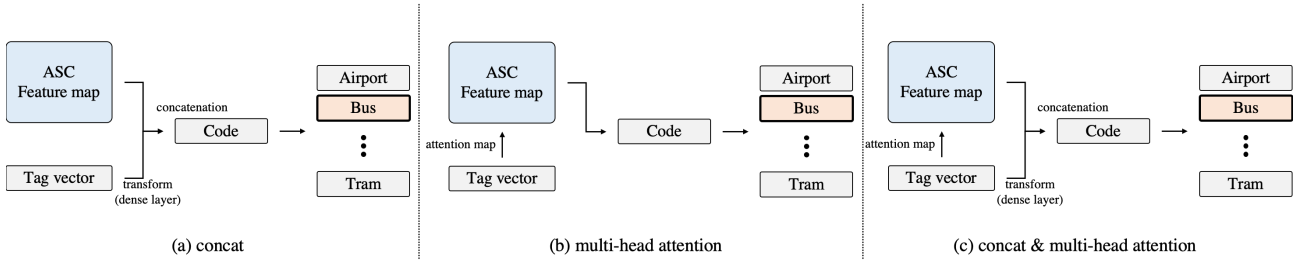 ASC
Feature map
concatenation
Code
Tag vector
transform
(dense layer)
Airport
Bus
Tram
(a) concat
ASC
Feature map
attention map
Tag vector
Code
Airport
Bus
Tram
(b) multi-head attention
ASC
Feature map
attention map
Tag vector
concatenation
Code
transform
(dense layer)
Airport
Bus
Tram
(c) concat & multi-head attention